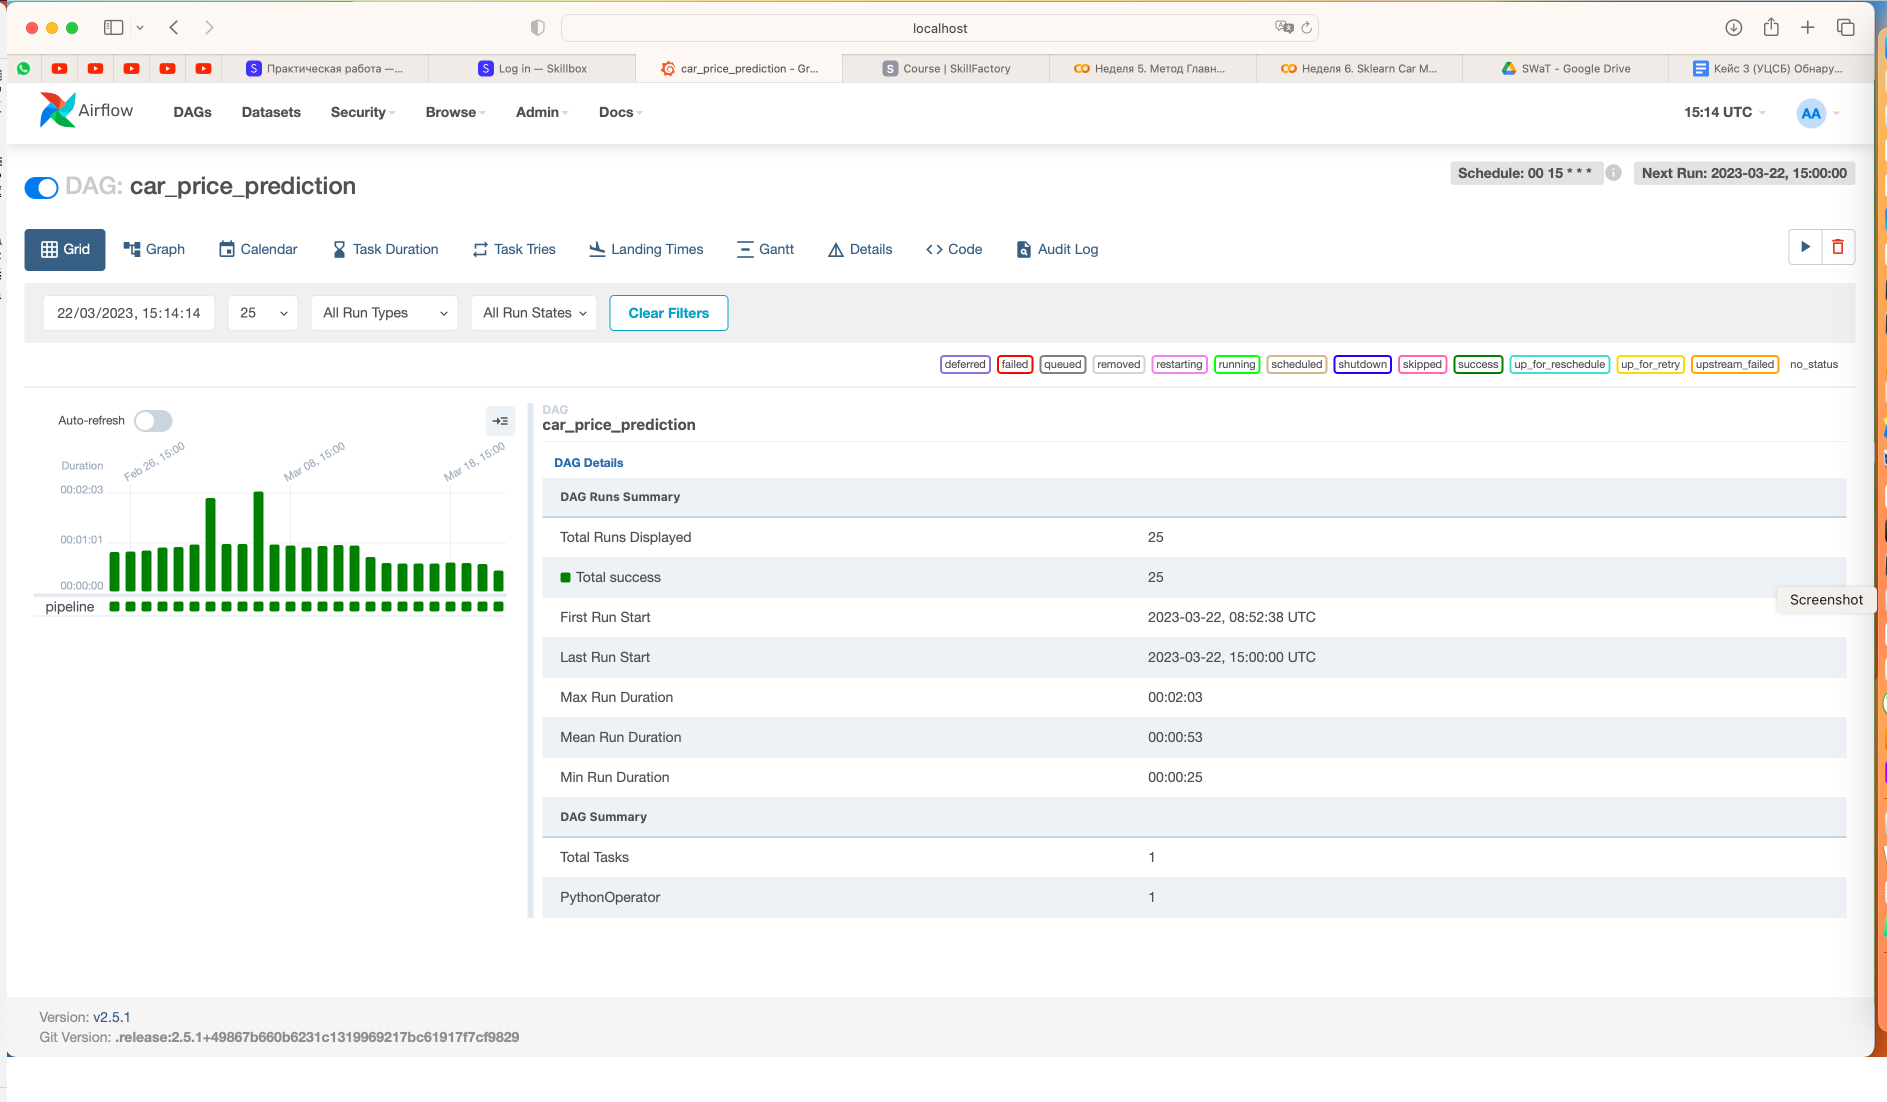 localhost
Практическая работа —...
Log in — Skillbox
car_price_prediction - Gr...
Course | SkillFactory
Неделя 5. Метод Главн...
Неделя 6. Sklearn Car M...
SWaT - Google Drive
Кейс 3 (УЦСБ) Обнару...
Airflow
DAGs
Datasets
Security
Browse
Admin
Docs
15:14 UTC
AA
DAG: car_price_prediction
Schedule: 00 15 * * *
Next Run: 2023-03-22, 15:00:00
Grid
Graph
Calendar
Task Duration
Task Tries
Landing Times
Gantt
Details
Code
Audit Log
22/03/2023, 15:14:14
25
All Run Types
All Run States
Clear Filters
deferred
failed
queued
removed
restarting
running
scheduled
shutdown
skipped
success
up_for_reschedule
up_for_retry
upstream_failed
no_status
Auto-refresh
Feb 26, 15:00
Mar 08, 15:00
Mar 18, 15:00
Duration
00:02:03
00:01:01
00:00:00
pipeline
DAG
car_price_prediction
DAG Details
DAG Runs Summary
Total Runs Displayed 25
Total success 25
First Run Start 2023-03-22, 08:52:38 UTC
Last Run Start 2023-03-22, 15:00:00 UTC
Max Run Duration 00:02:03
Mean Run Duration 00:00:53
Min Run Duration 00:00:25
DAG Summary
Total Tasks 1
PythonOperator 1
Screenshot
Version: v2.5.1
Git Version: .release:2.5.1+49867b660b6231c1319969217bc61917f7cf9829